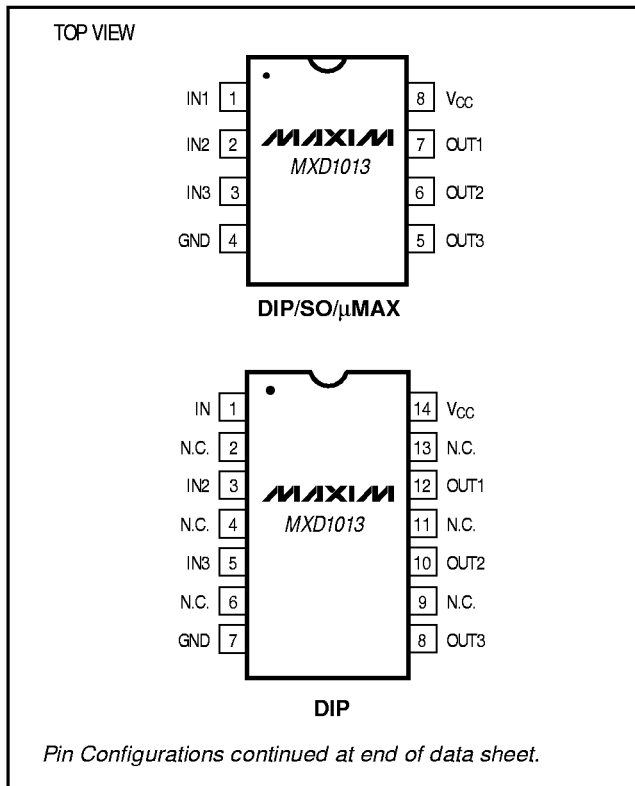 TOP VIEW
IN1 1 8 VCC
IN2 2 MAXIM 7 OUT1
MXD1013
IN3 3 6 OUT2
GND 4 5 OUT3
DIP/SO/μMAX
IN 1 14 VCC
N.C. 2 13 N.C.
IN2 3 MAXIM 12 OUT1
N.C. 4 MXD1013 11 N.C.
IN3 5 10 OUT2
N.C. 6 9 N.C.
GND 7 8 OUT3
DIP
Pin Configurations continued at end of data sheet.